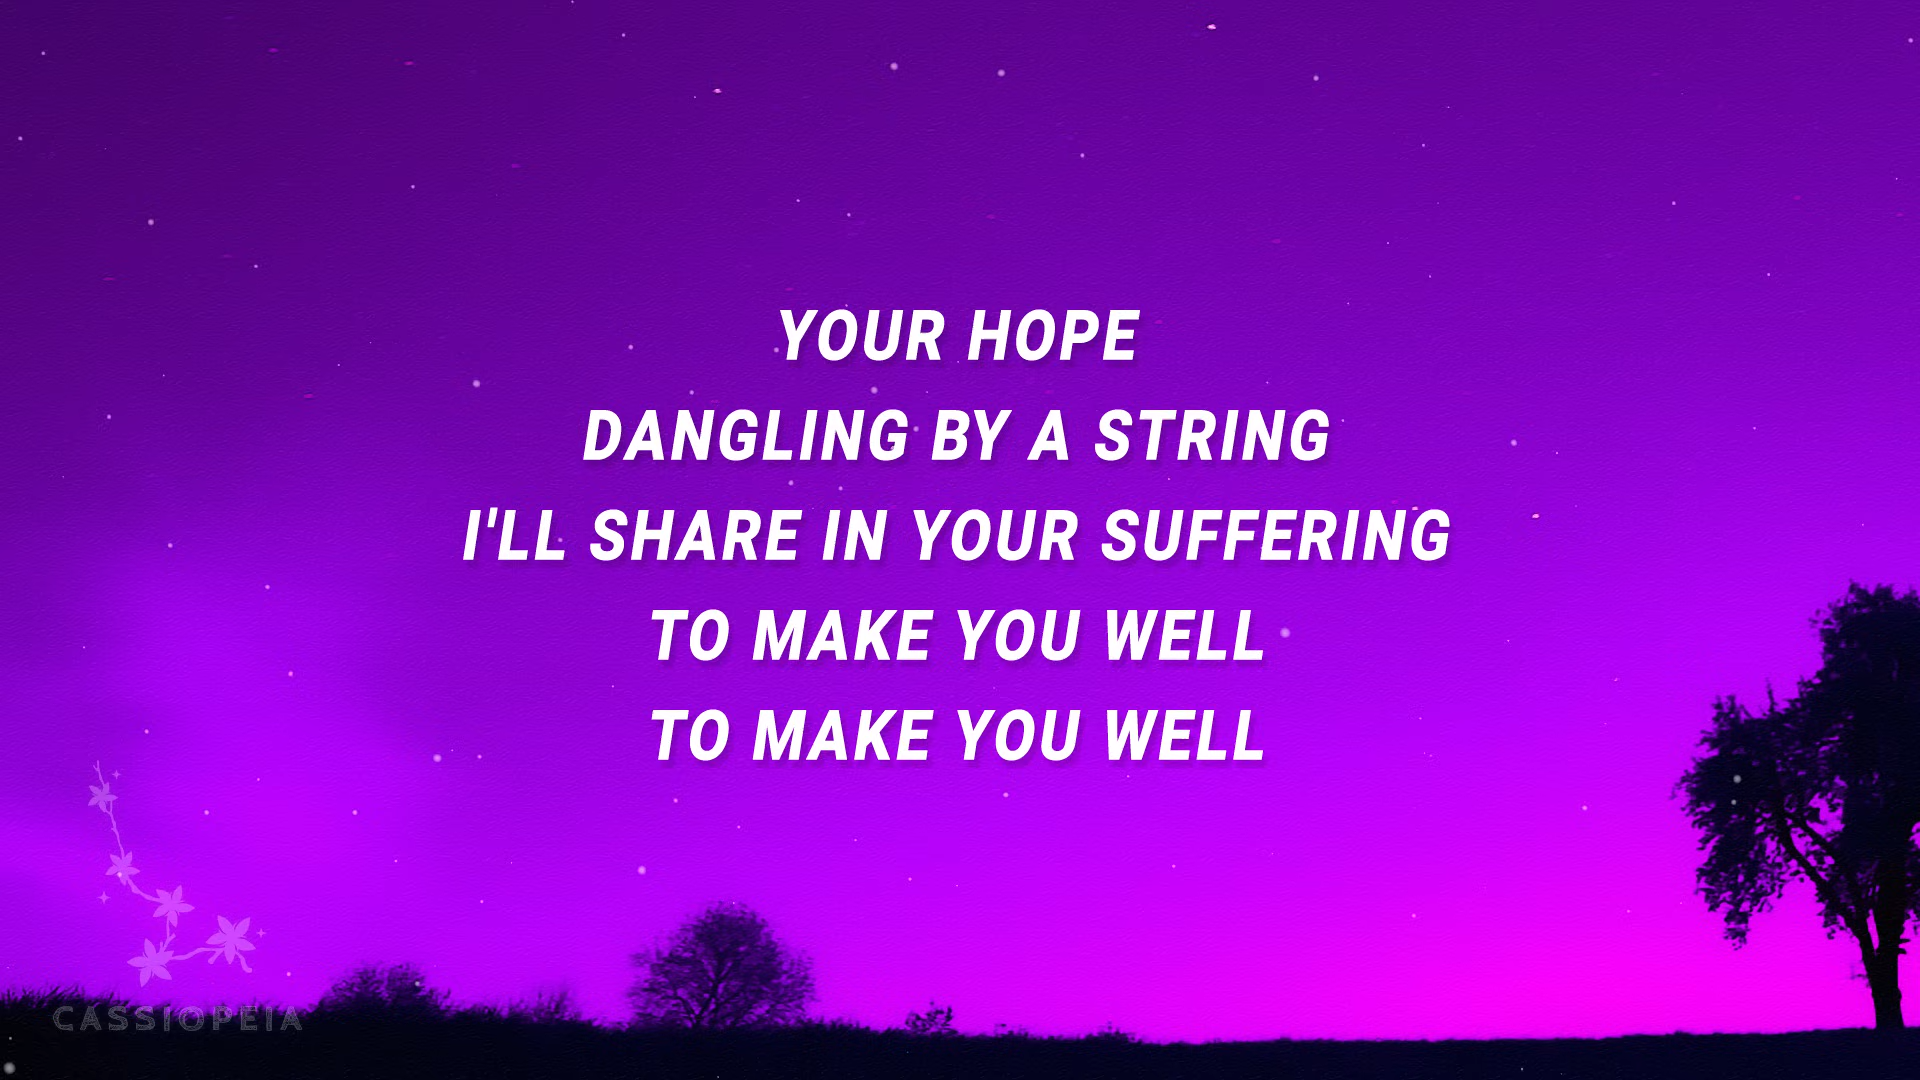 YOUR HOPE
DANGLING BY A STRING
I'LL SHARE IN YOUR SUFFERING
TO MAKE YOU WELL
TO MAKE YOU WELL
CASSIOPEIA